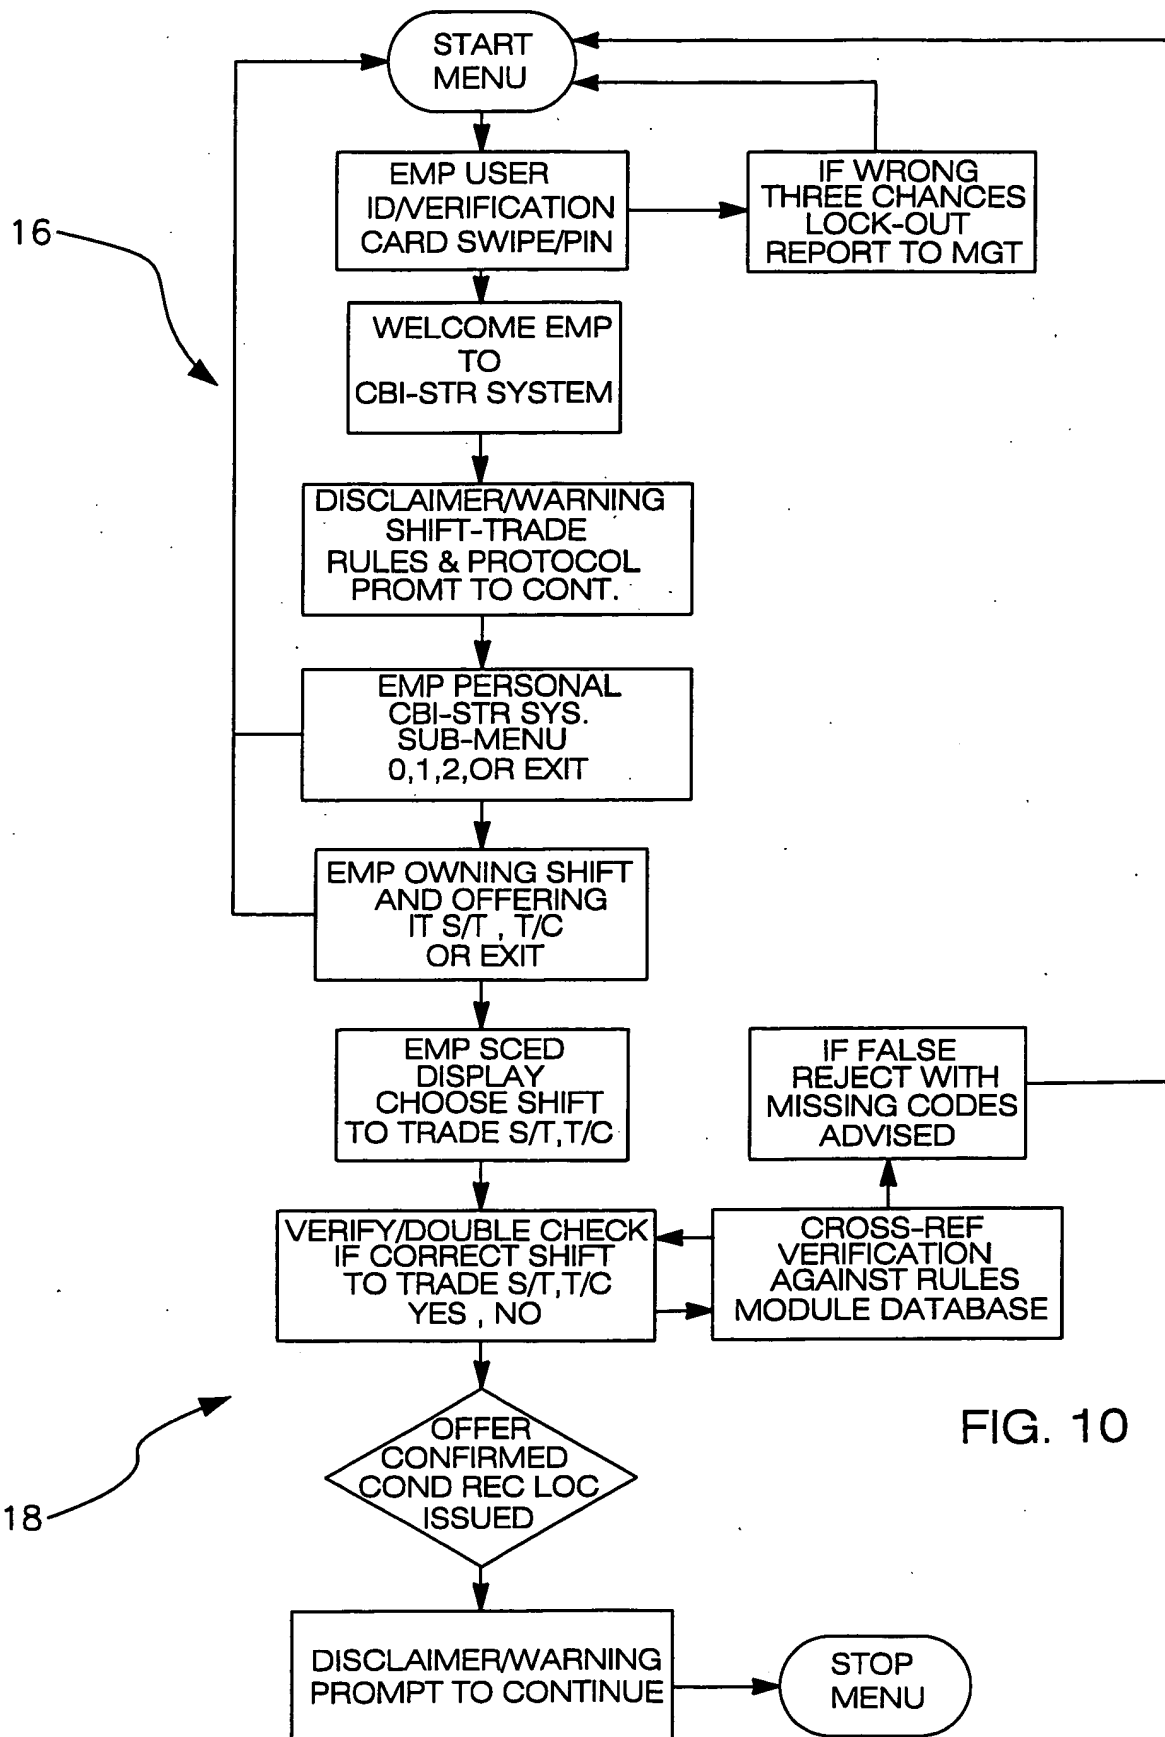 START
MENU
EMP USER
ID/VERIFICATION
CARD SWIPE/PIN
IF WRONG
THREE CHANCES
LOCK-OUT
REPORT TO MGT
16
WELCOME EMP
TO
CBI-STR SYSTEM
DISCLAIMER/WARNING
SHIFT-TRADE
RULES & PROTOCOL
PROMT TO CONT.
EMP PERSONAL
CBI-STR SYS.
SUB-MENU
0,1,2,OR EXIT
EMP OWNING SHIFT
AND OFFERING
IT S/T , T/C
OR EXIT
EMP SCED
DISPLAY
CHOOSE SHIFT
TO TRADE S/T,T/C
IF FALSE
REJECT WITH
MISSING CODES
ADVISED
VERIFY/DOUBLE CHECK
IF CORRECT SHIFT
TO TRADE S/T,T/C
YES , NO
CROSS-REF
VERIFICATION
AGAINST RULES
MODULE DATABASE
OFFER
CONFIRMED
COND REC LOC
ISSUED
FIG. 10
18
DISCLAIMER/WARNING
PROMPT TO CONTINUE
STOP
MENU